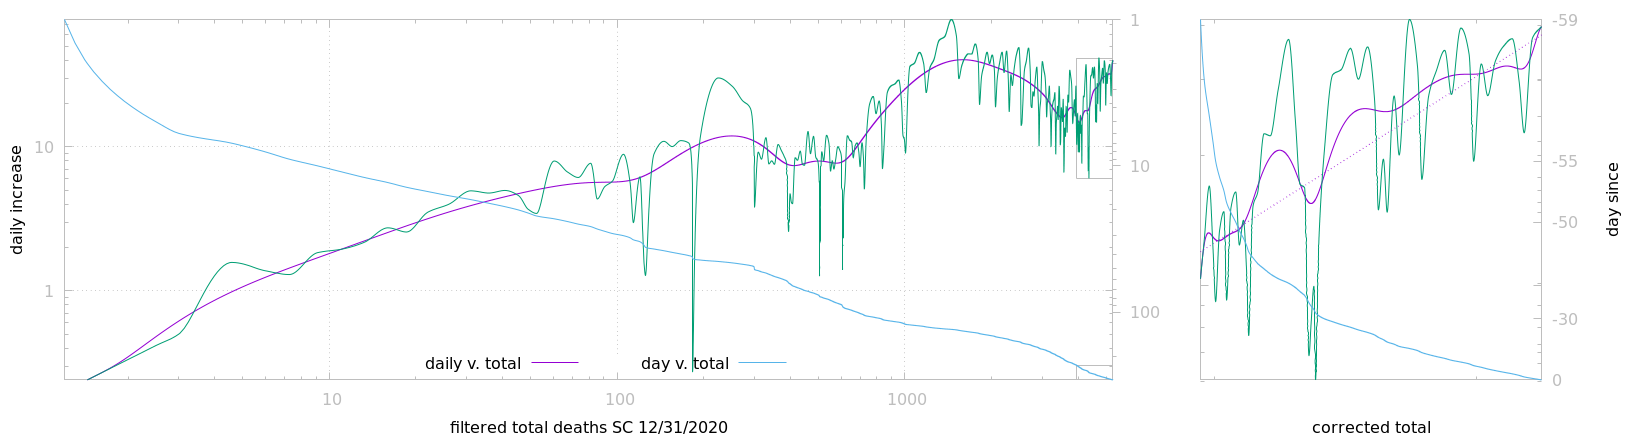 daily increase
10
1
daily v. total
day v. total
10
100
1000
filtered total deaths SC 12/31/2020
1
10
100
corrected total
-59
-55
-50
-30
0
day since